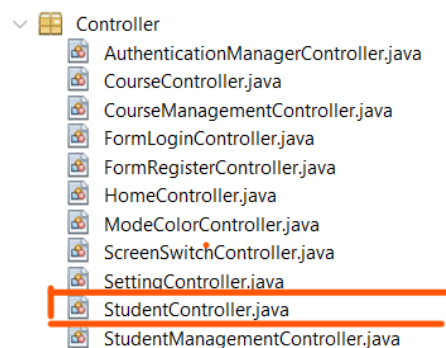 Controller
AuthenticationManagerController.java
CourseController.java
CourseManagementController.java
FormLoginController.java
FormRegisterController.java
HomeController.java
ModeColorController.java
ScreenSwitchController.java
SettingController.java
StudentController.java
StudentManagementController.java